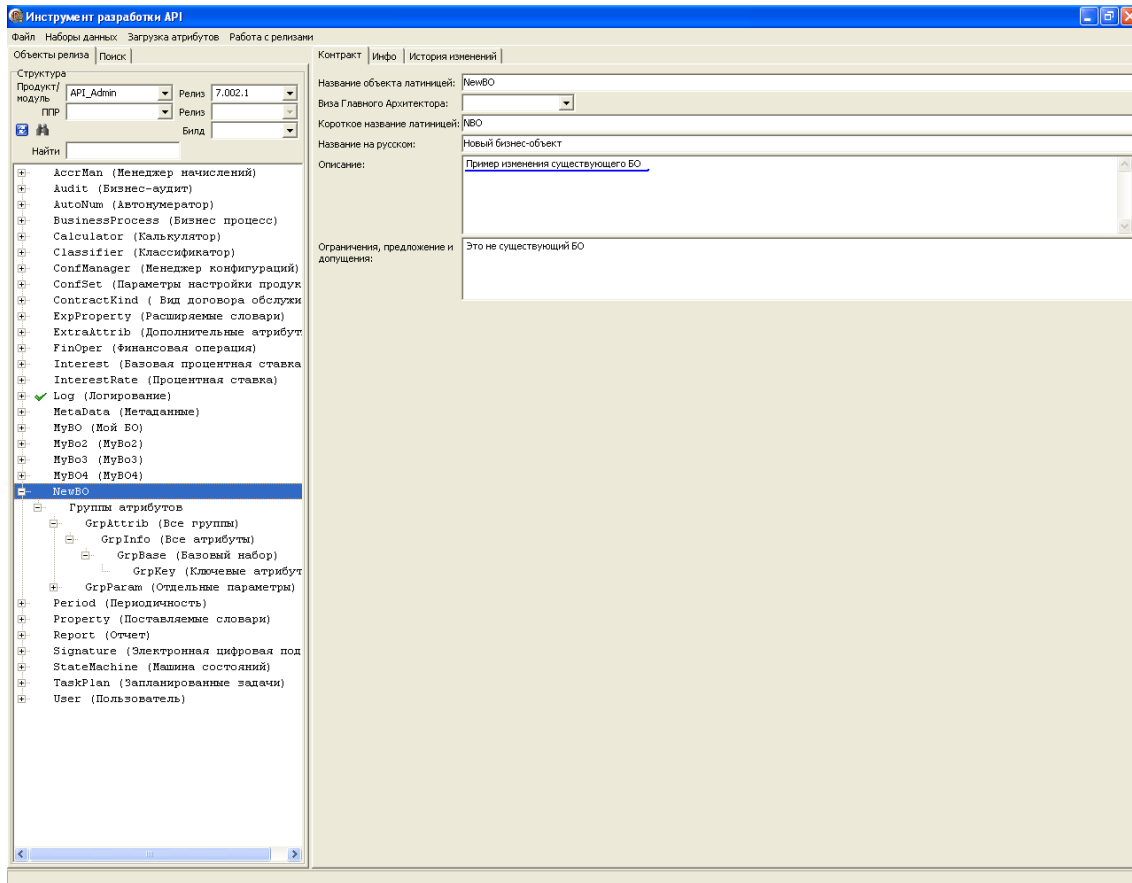 Инструмент разработки API
Файл Наборы данных Загрузка атрибутов Работа с релизами
Объекты релиза Поиск
Структура
Продукт/модуль API_Admin Релиз 7.002.1
ППР Релиз
Билд
Найти
AccrMan (Менеджер начислений)
Audit (Бизнес-аудит)
AutoNum (Автонумератор)
BusinessProcess (Бизнес процесс)
Calculator (Калькулятор)
Classifier (Классификатор)
ConfManager (Менеджер конфигураций)
ConfSet (Параметры настройки продук
ContractKind ( Вид договора обслужи
ExpProperty (Расширяемые словари)
ExtraAttrib (Дополнительные атрибут
FinOper (Финансовая операция)
Interest (Базовая процентная ставка
InterestRate (Процентная ставка)
Log (Логирование)
MetaData (Метаданные)
MyBO (Мой БО)
MyBo2 (MyBo2)
MyBo3 (MyBo3)
MyBO4 (MyBO4)
NewBO
Группы атрибутов
GrpAttrib (Все группы)
GrpInfo (Все атрибуты)
GrpBase (Базовый набор)
GrpKey (Ключевые атрибут
GrpParam (Отдельные параметры)
Period (Периодичность)
Property (Поставляемые словари)
Report (Отчет)
Signature (Электронная цифровая под
StateMachine (Машина состояний)
TaskPlan (Запланированные задачи)
User (Пользователь)
Контракт Инфо История изменений
Название объекта латиницей: NewBO
Виза Главного Архитектора:
Короткое название латиницей: NBO
Название на русском: Новый бизнес-объект
Описание: Пример изменения существующего БО
Ограничения, предложение и допущения: Это не существующий БО